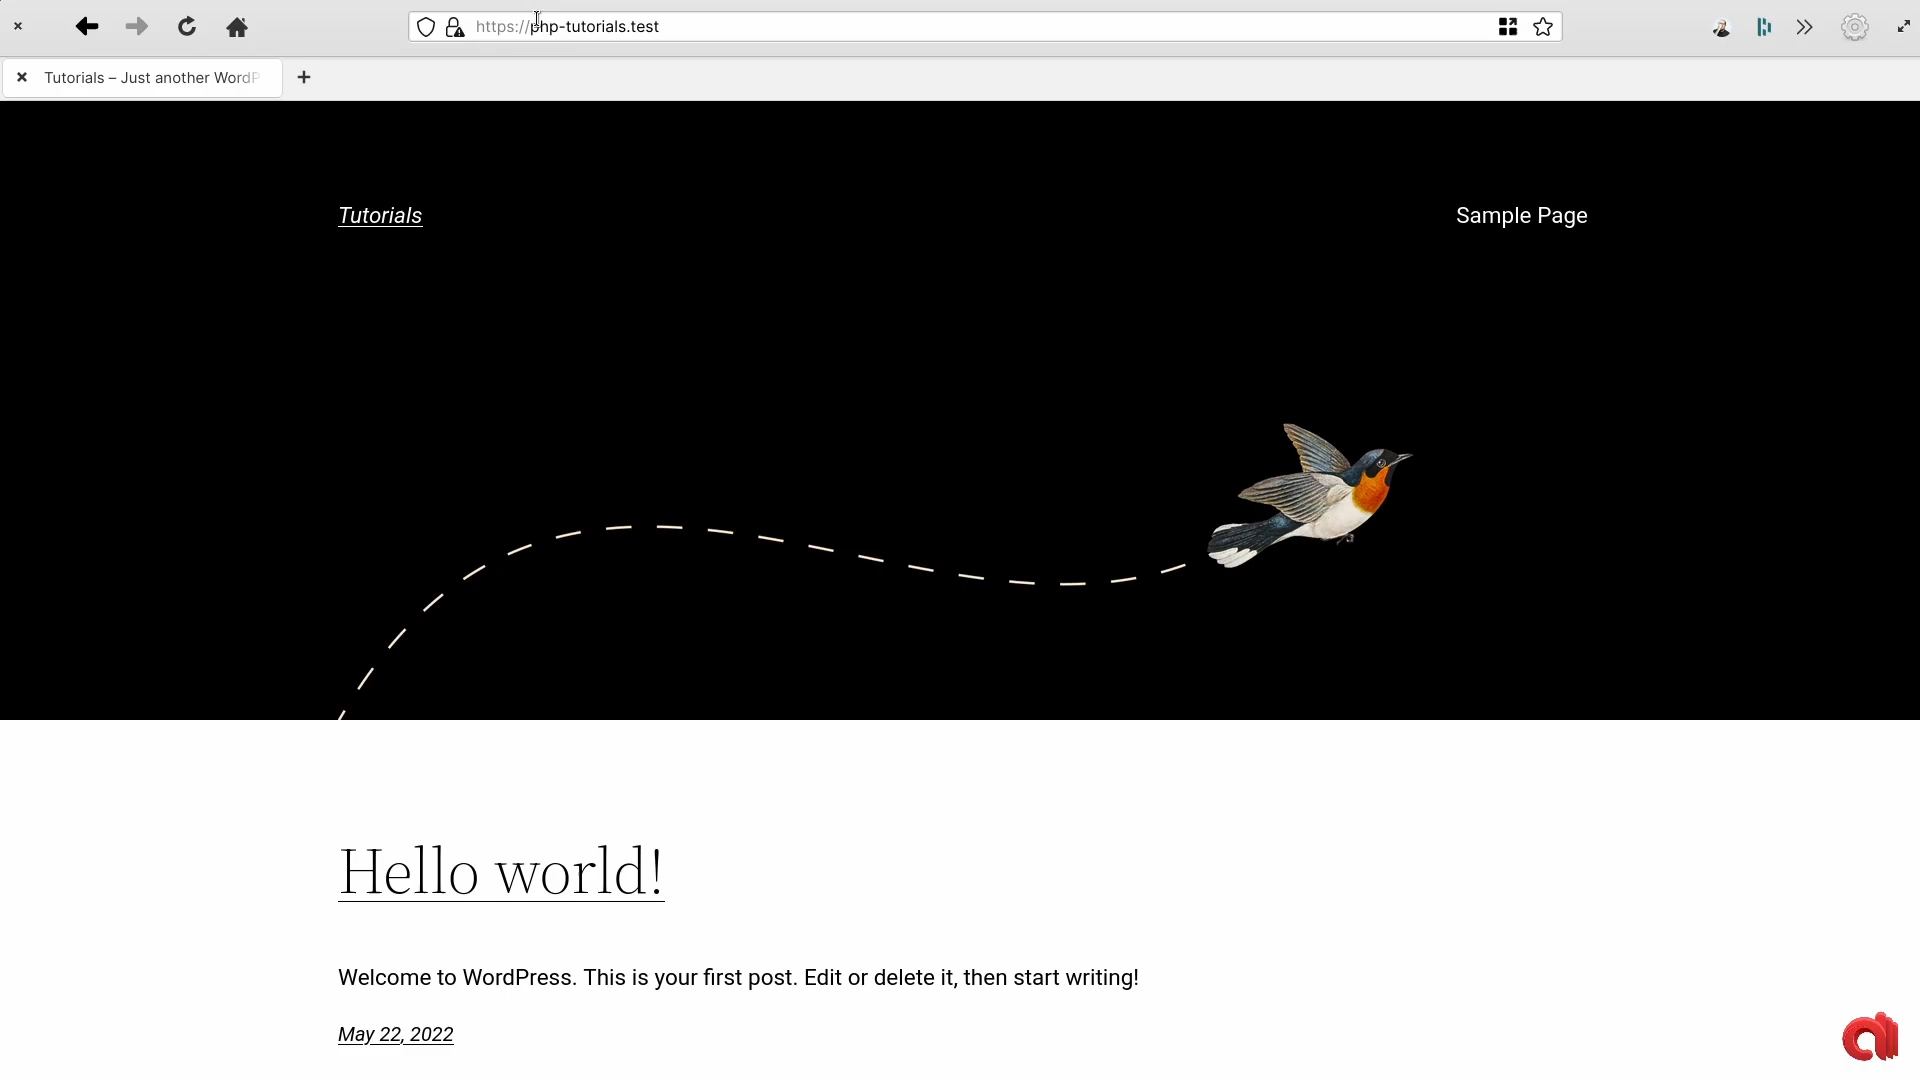 https://php-tutorials.test
Tutorials – Just another WordP
Tutorials
Sample Page
Hello world!
Welcome to WordPress. This is your first post. Edit or delete it, then start writing!
May 22, 2022